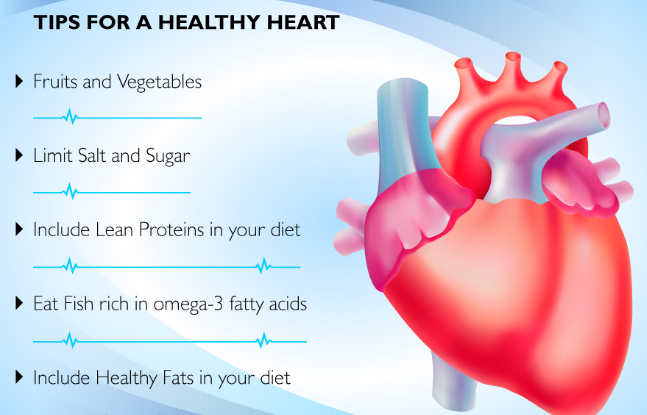 TIPS FOR A HEALTHY HEART
Fruits and Vegetables
Limit Salt and Sugar
Include Lean Proteins in your diet
Eat Fish rich in omega-3 fatty acids
Include Healthy Fats in your diet